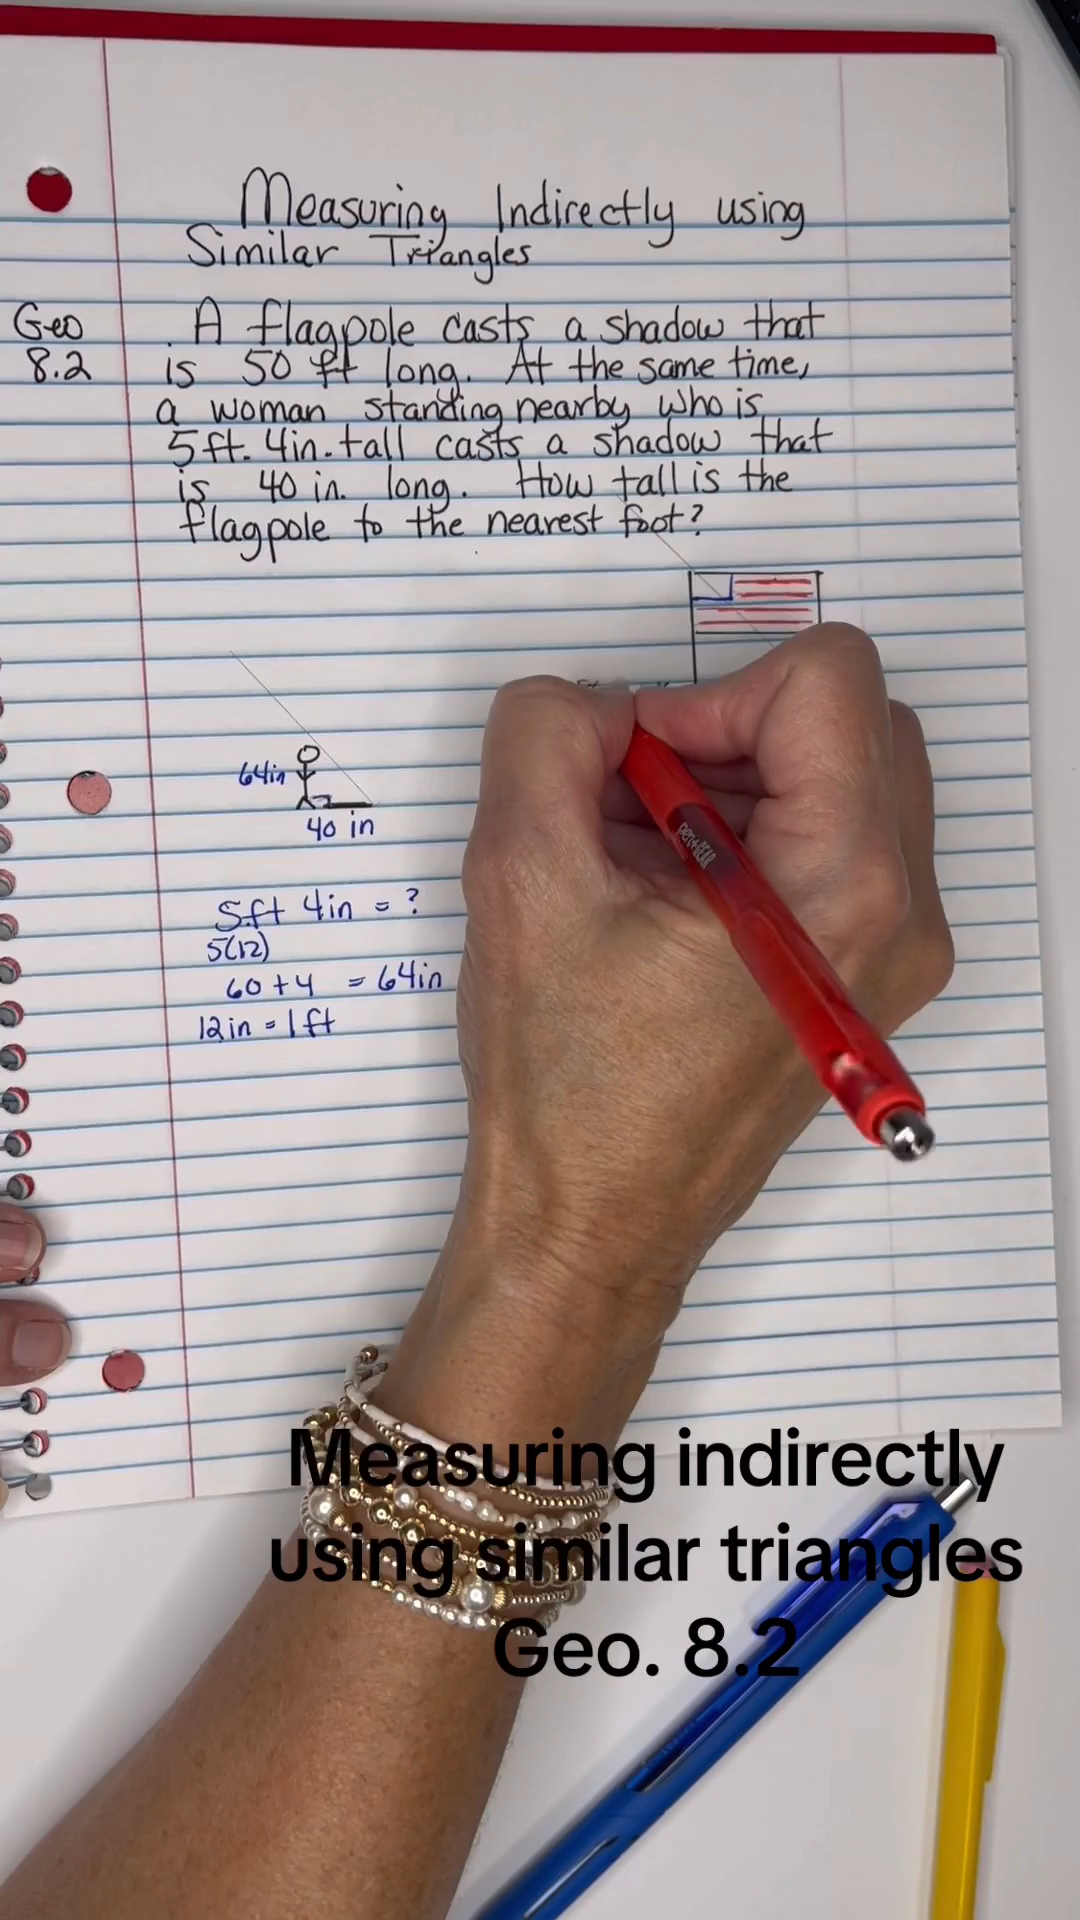 Measuring Indirectly using
Similar Triangles
Geo
8.2
A flagpole casts a shadow that
is 50 ft long. At the same time,
a woman standing nearby who is
5ft. 4in. tall casts a shadow that
is 40 in. long. How tall is the
flagpole to the nearest foot?
64in
40 in
5ft 4in = ?
5(12)
60 + 4 = 64in
12in = 1ft
pen+GEAR
Measuring indirectly
using similar triangles
Geo. 8.2